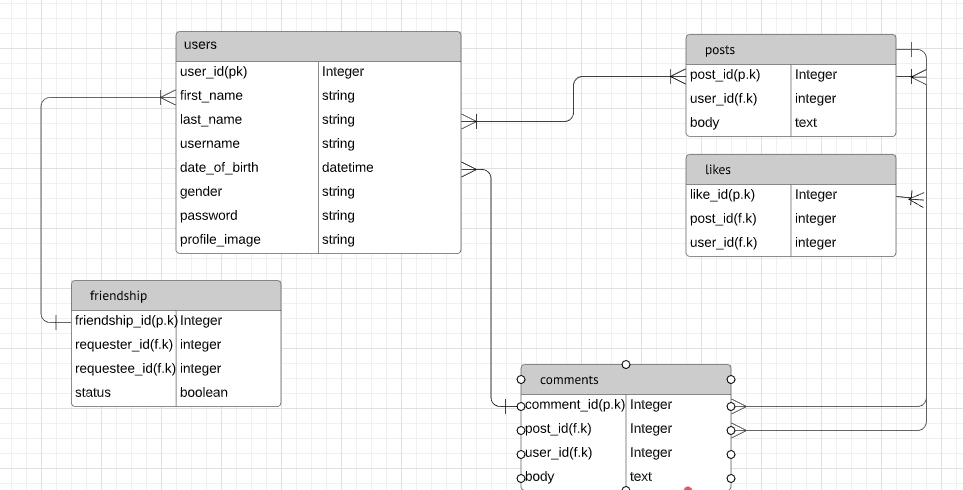 users
user_id(pk) Integer
first_name string
last_name string
username string
date_of_birth datetime
gender string
password string
profile_image string
posts
post_id(p.k) Integer
user_id(f.k) integer
body text
likes
like_id(p.k) Integer
post_id(f.k) integer
user_id(f.k) integer
friendship
friendship_id(p.k) Integer
requester_id(f.k) integer
requestee_id(f.k) integer
status boolean
comments
comment_id(p.k) Integer
post_id(f.k) Integer
user_id(f.k) Integer
body text